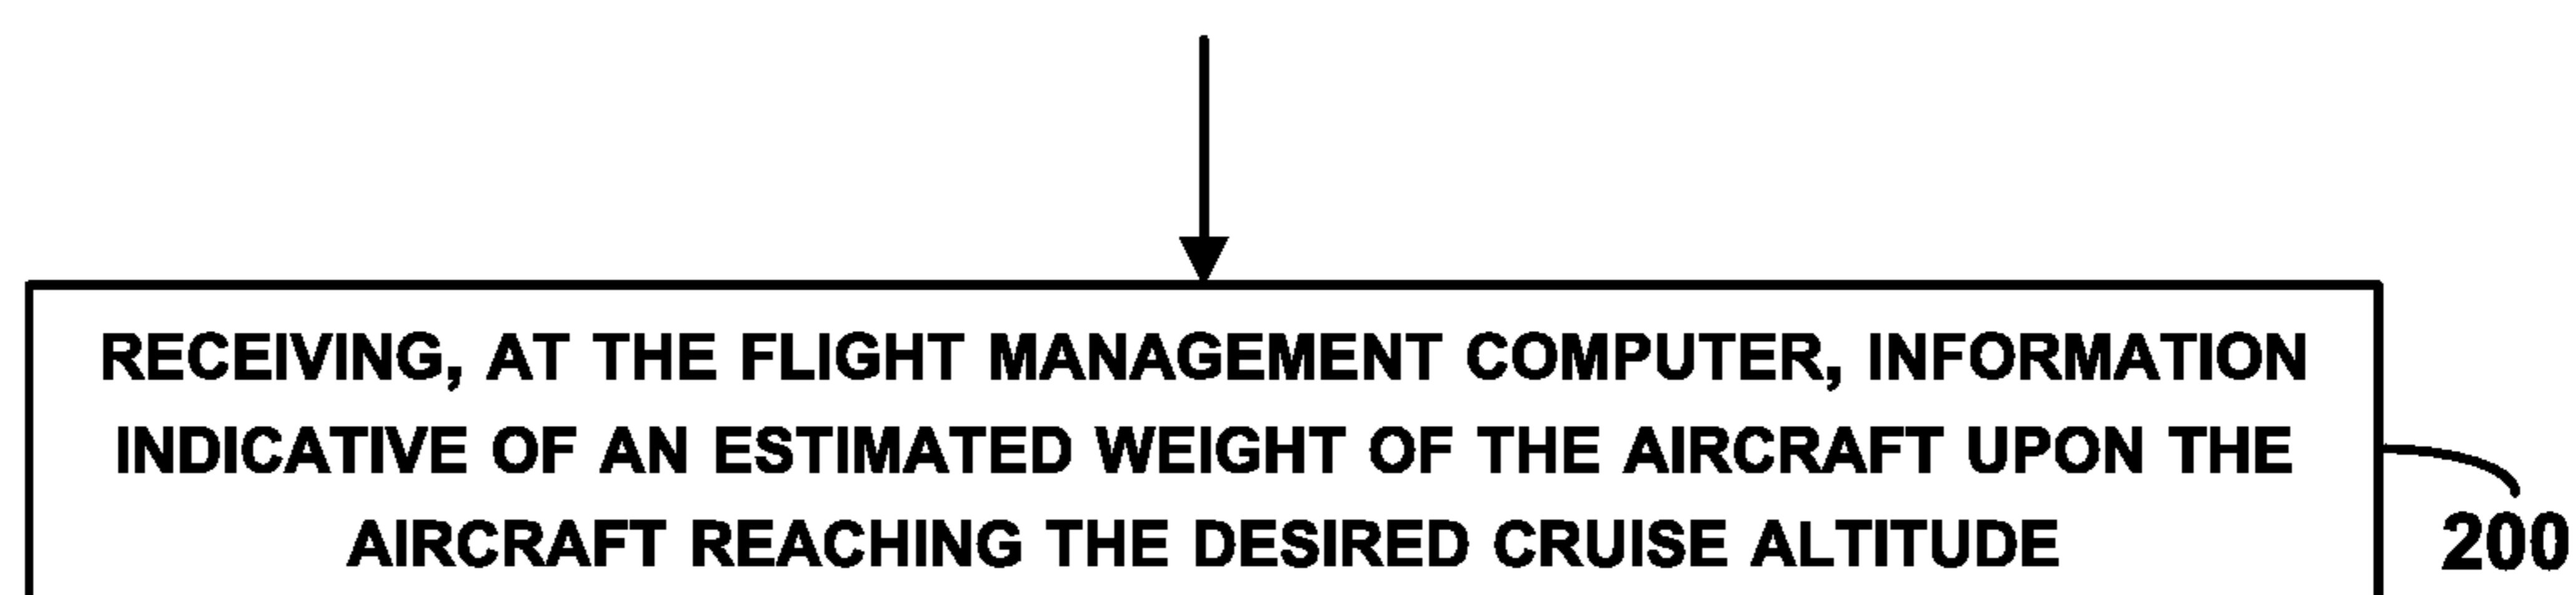 RECEIVING, AT THE FLIGHT MANAGEMENT COMPUTER, INFORMATION
INDICATIVE OF AN ESTIMATED WEIGHT OF THE AIRCRAFT UPON THE
AIRCRAFT REACHING THE DESIRED CRUISE ALTITUDE
200